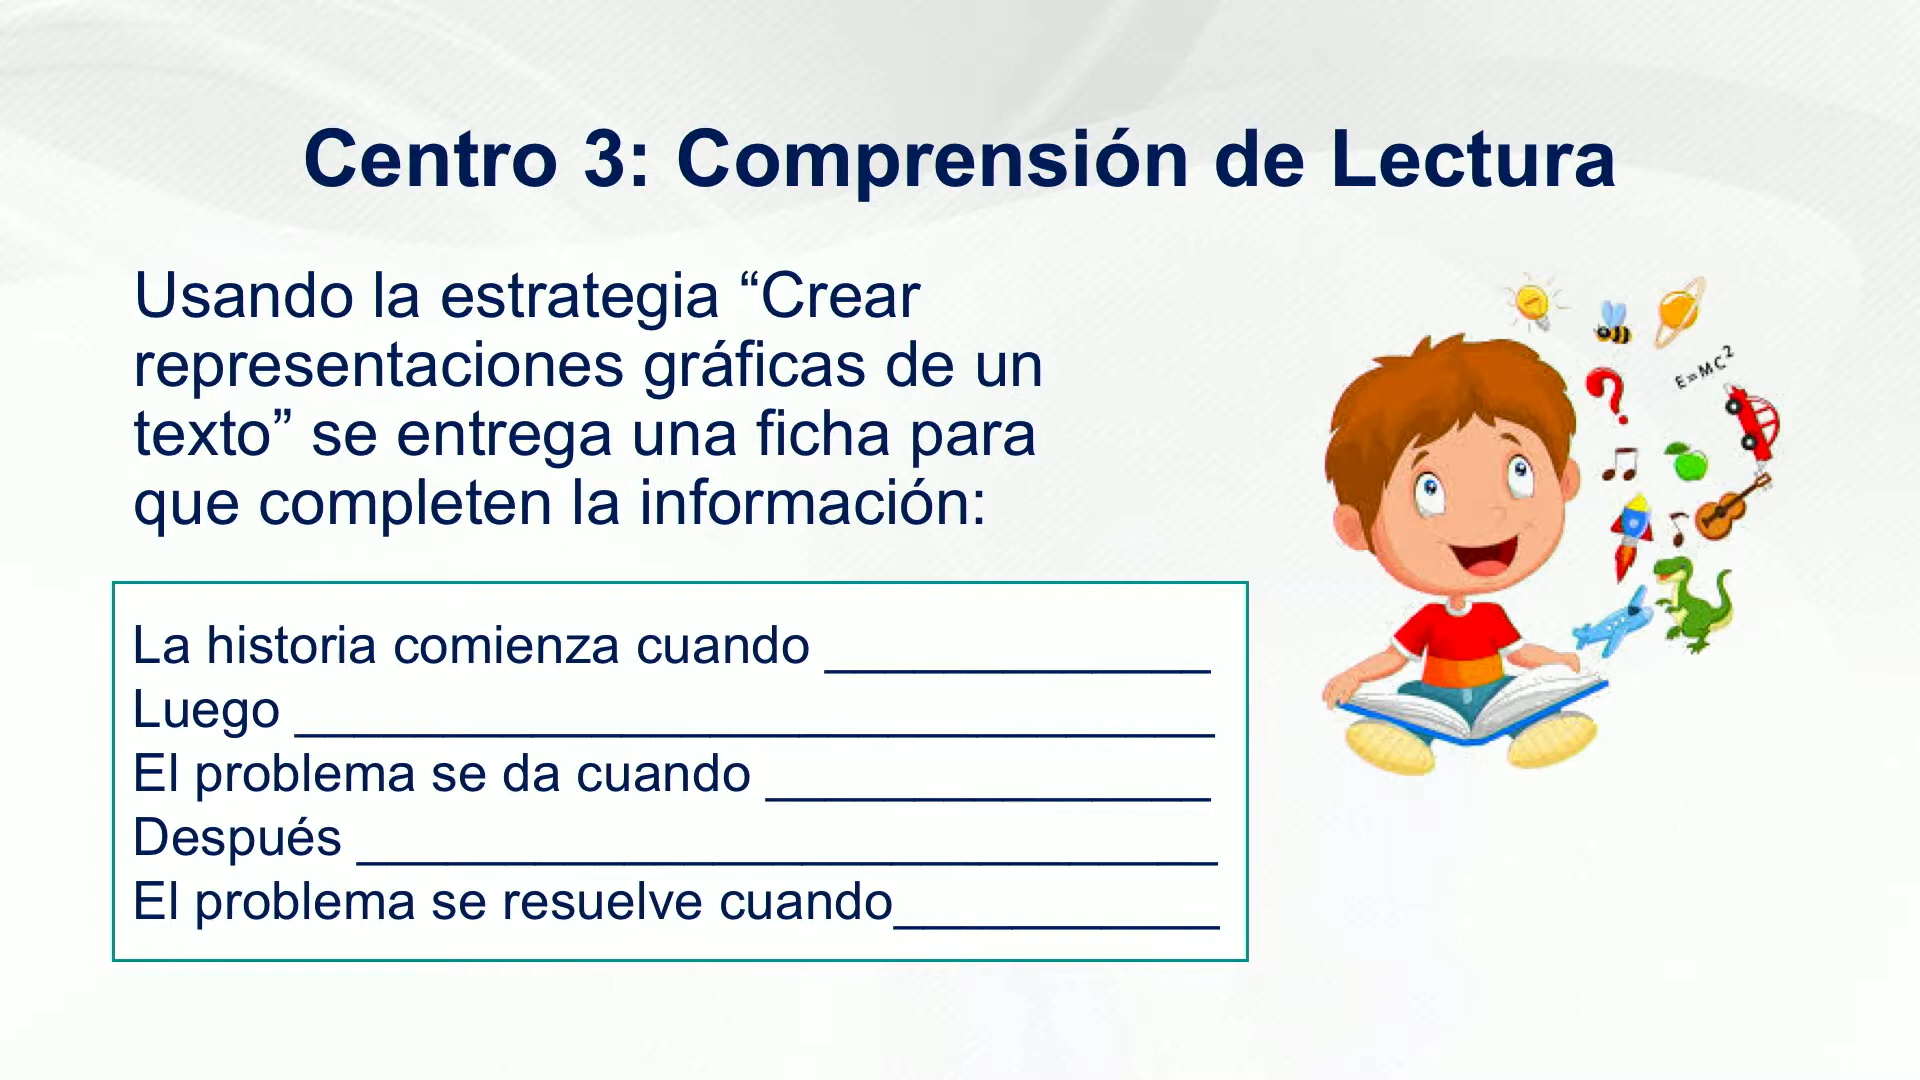 Centro 3: Comprensión de Lectura
Usando la estrategia “Crear
representaciones gráficas de un
texto” se entrega una ficha para
que completen la información:
La historia comienza cuando _____________
Luego _______________________________
El problema se da cuando _______________
Después _____________________________
El problema se resuelve cuando___________
E=MC²